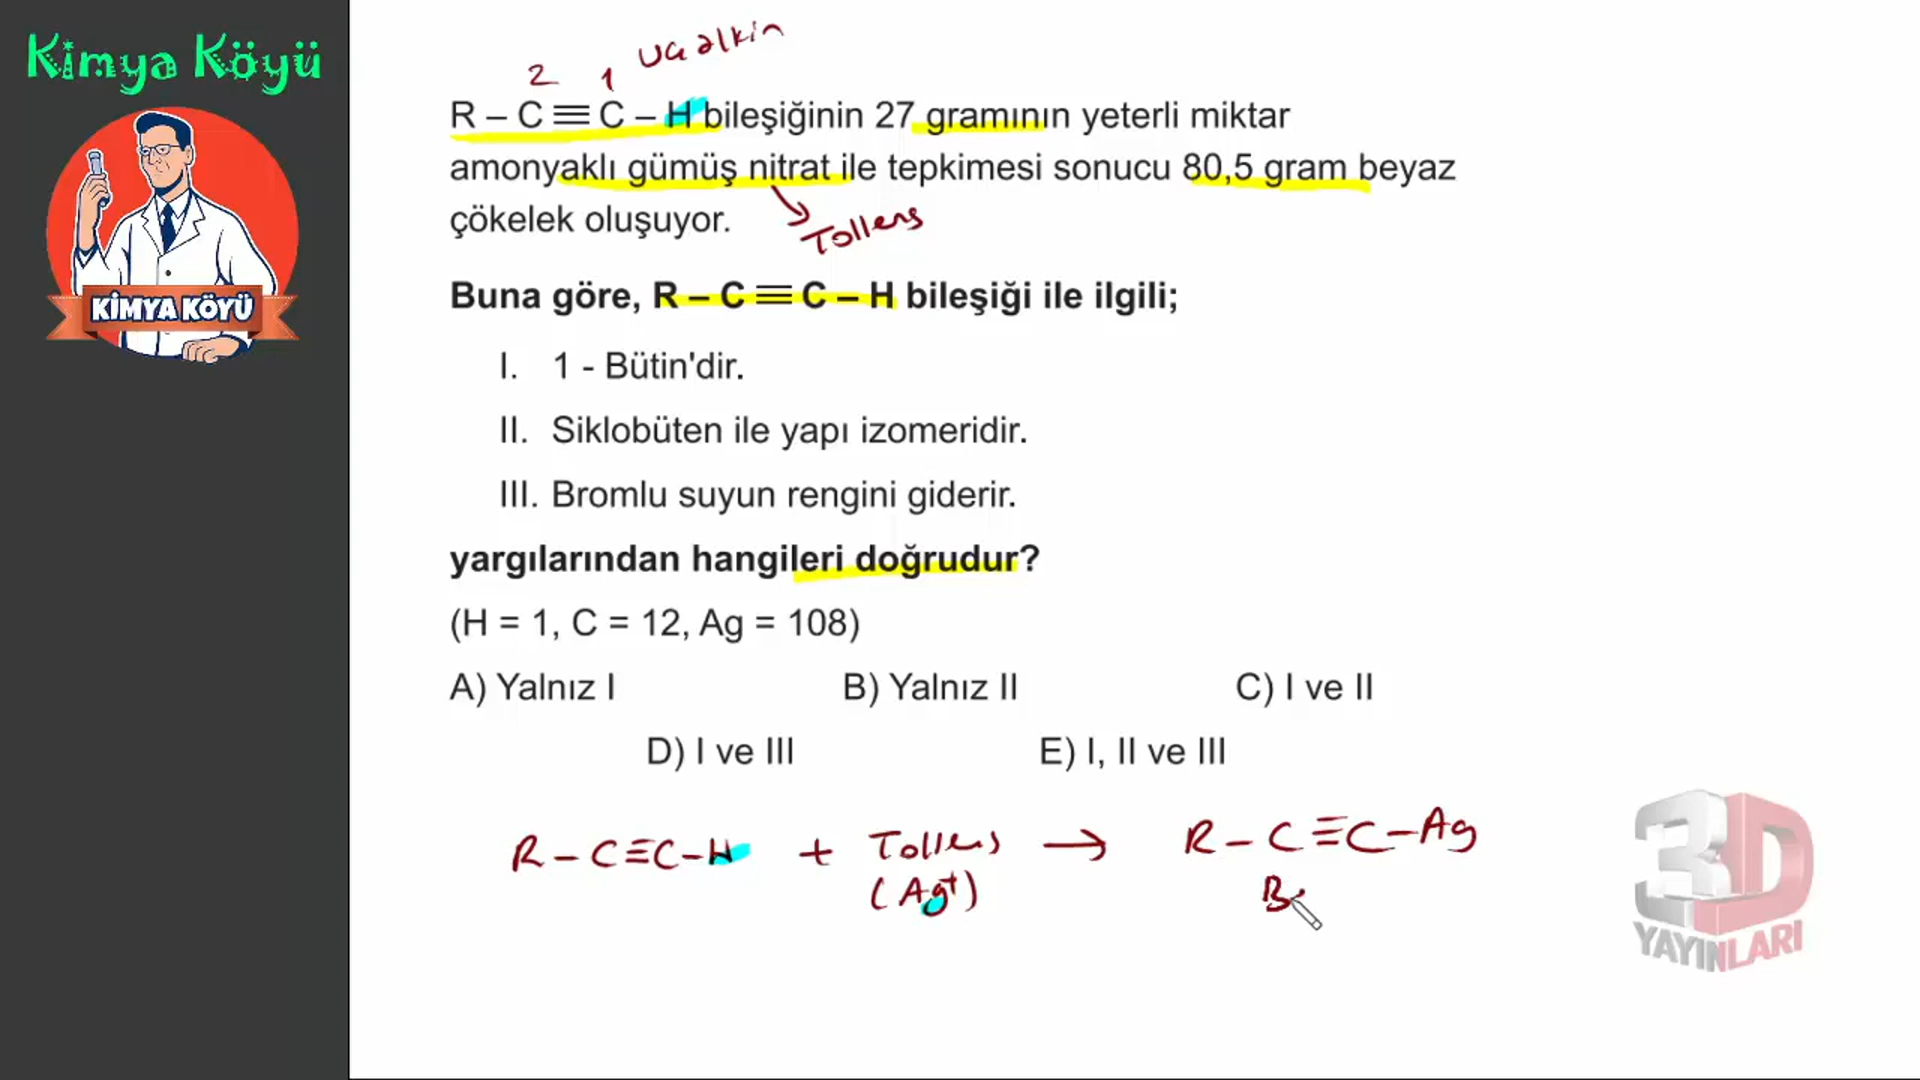 Kimya Köyü
KİMYA KÖYÜ
2 1 Uç alkin
R – C ≡ C – H bileşiğinin 27 gramının yeterli miktar
amonyaklı gümüş nitrat ile tepkimesi sonucu 80,5 gram beyaz
çökelek oluşuyor.
Tollens
Buna göre, R – C ≡ C – H bileşiği ile ilgili;
I. 1 - Bütin'dir.
II. Siklobüten ile yapı izomeridir.
III. Bromlu suyun rengini giderir.
yargılarından hangileri doğrudur?
(H = 1, C = 12, Ag = 108)
A) Yalnız I B) Yalnız II C) I ve II
D) I ve III E) I, II ve III
R – C ≡ C – H + Tollens → R – C ≡ C – Ag
(Ag+) Be
3D
YAYINLARI